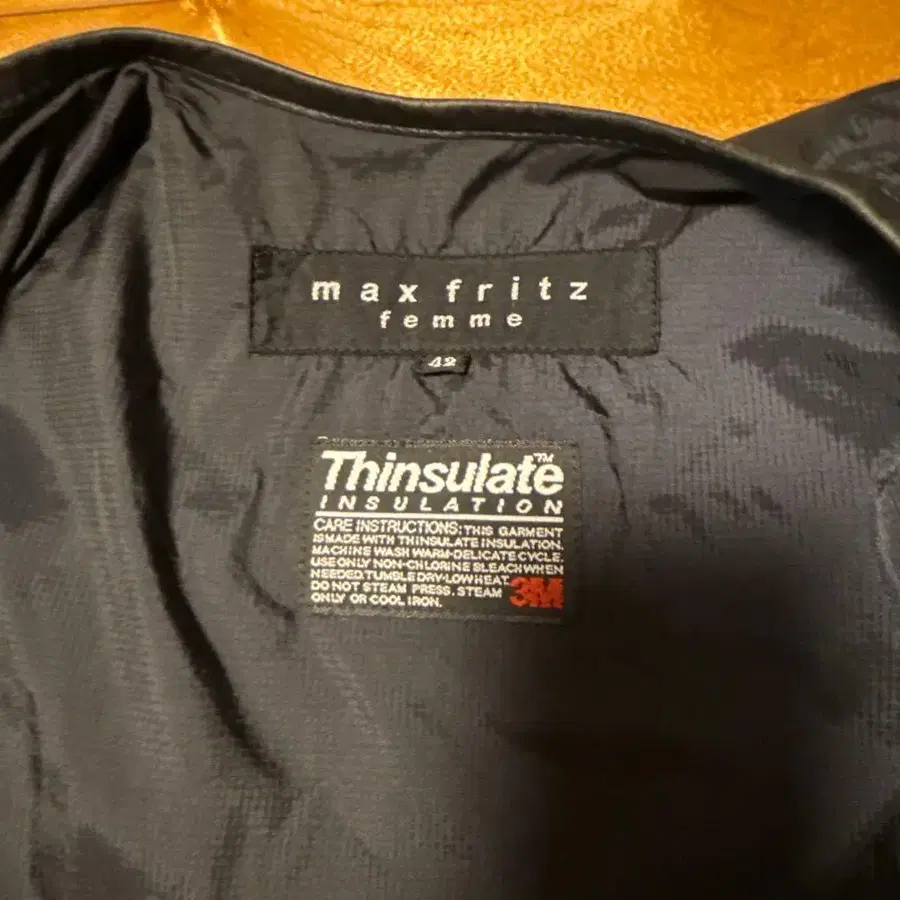 max fritz
femme
42
Thinsulate™
INSULATION
CARE INSTRUCTIONS: THIS GARMENT
IS MADE WITH THINSULATE INSULATION.
MACHINE WASH WARM-DELICATE CYCLE.
USE ONLY NON-CHLORINE BLEACH WHEN
NEEDED. TUMBLE DRY-LOW HEAT.
DO NOT STEAM PRESS. STEAM
ONLY OR COOL IRON.
3M